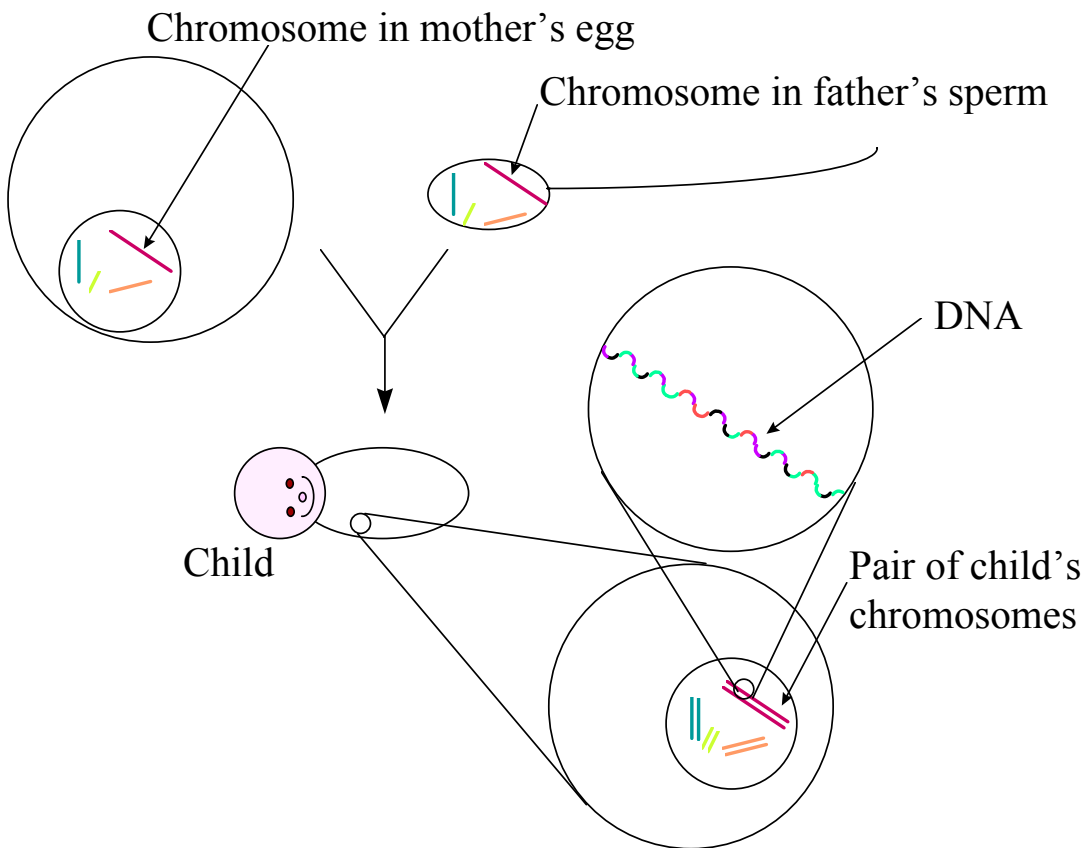 Chromosome in mother’s egg
Chromosome in father’s sperm
DNA
Child
Pair of child’s
chromosomes